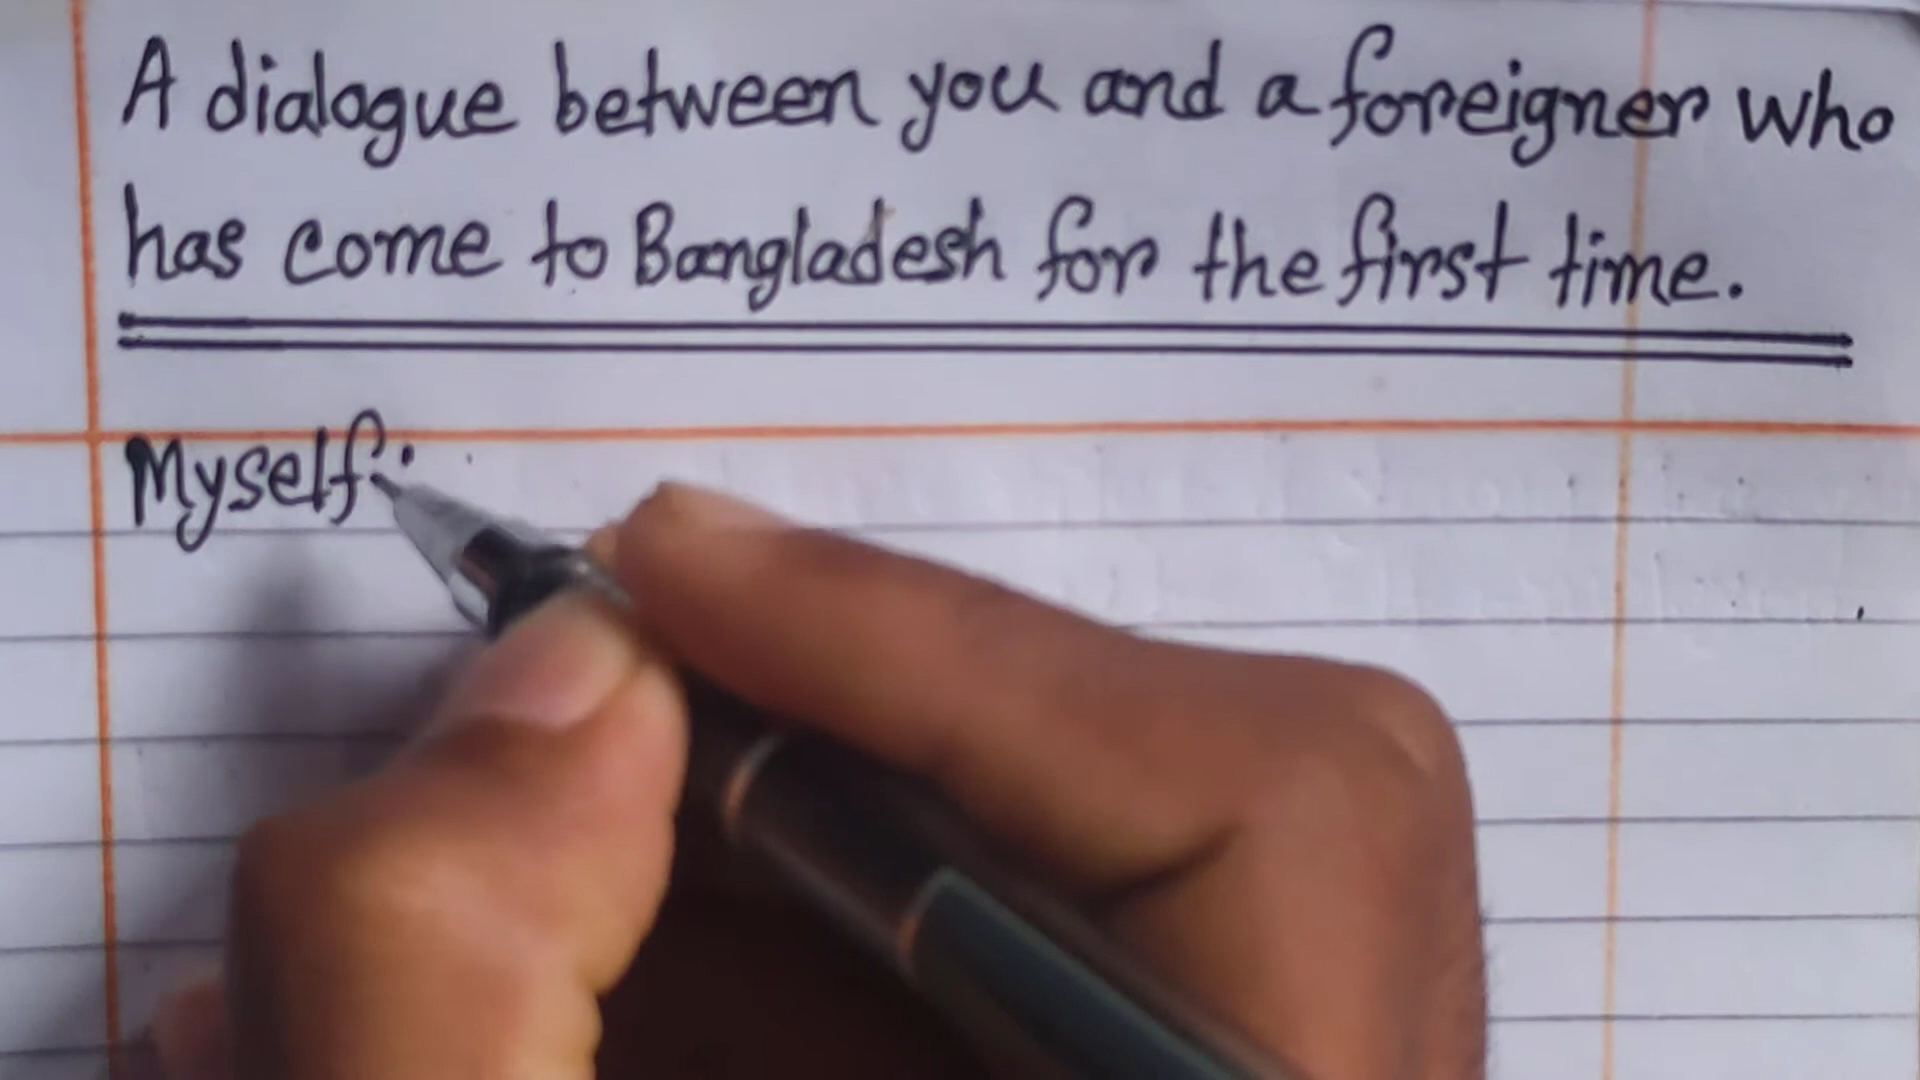 A dialogue between you and a foreigner who
has come to Bangladesh for the first time.
Myself: